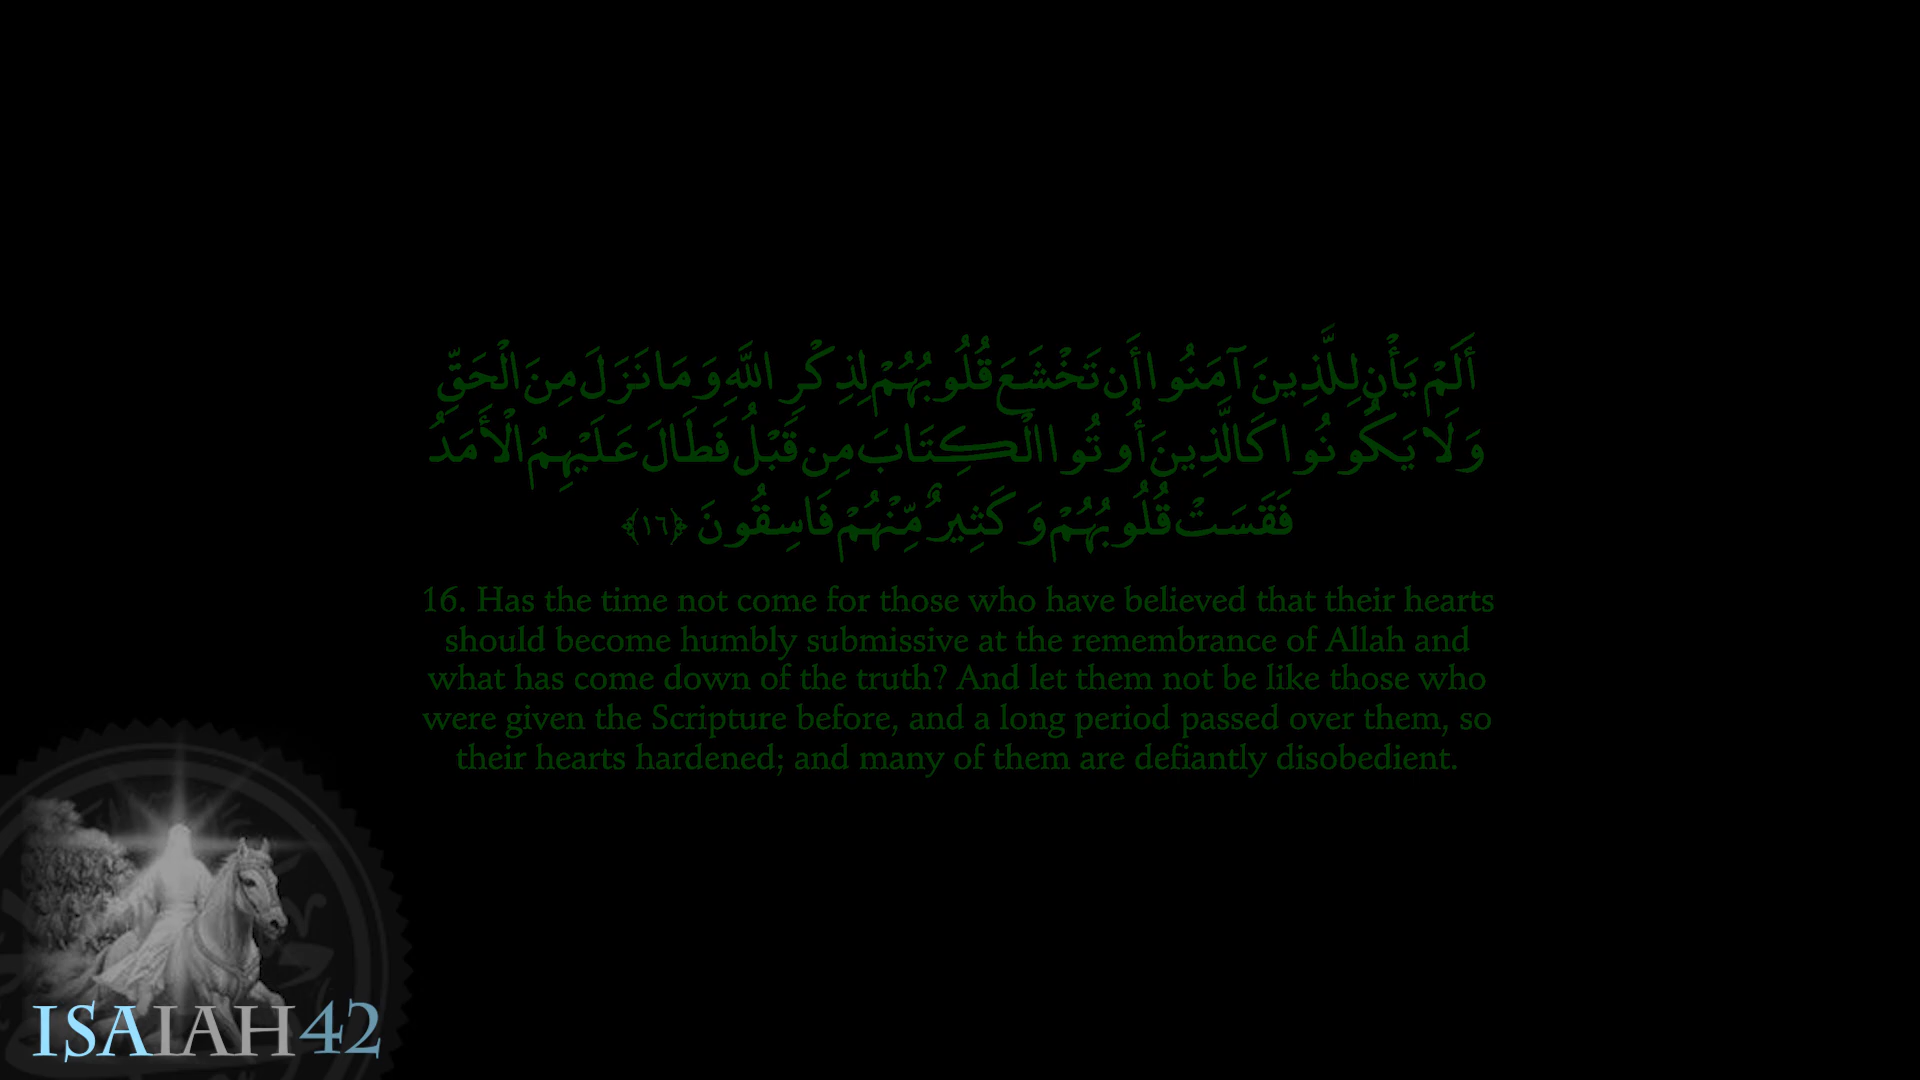 أَلَمْ يَأْنِ لِلَّذِينَ آمَنُوا أَن تَخْشَعَ قُلُوبُهُمْ لِذِكْرِ اللَّهِ وَمَا نَزَلَ مِنَ الْحَقِّ
وَلَا يَكُونُوا كَالَّذِينَ أُوتُوا الْكِتَابَ مِن قَبْلُ فَطَالَ عَلَيْهِمُ الْأَمَدُ
فَقَسَتْ قُلُوبُهُمْ وَكَثِيرٌ مِّنْهُمْ فَاسِقُونَ ﴿١٦﴾
16. Has the time not come for those who have believed that their hearts
should become humbly submissive at the remembrance of Allah and
what has come down of the truth? And let them not be like those who
were given the Scripture before, and a long period passed over them, so
their hearts hardened; and many of them are defiantly disobedient.
ISAIAH 42